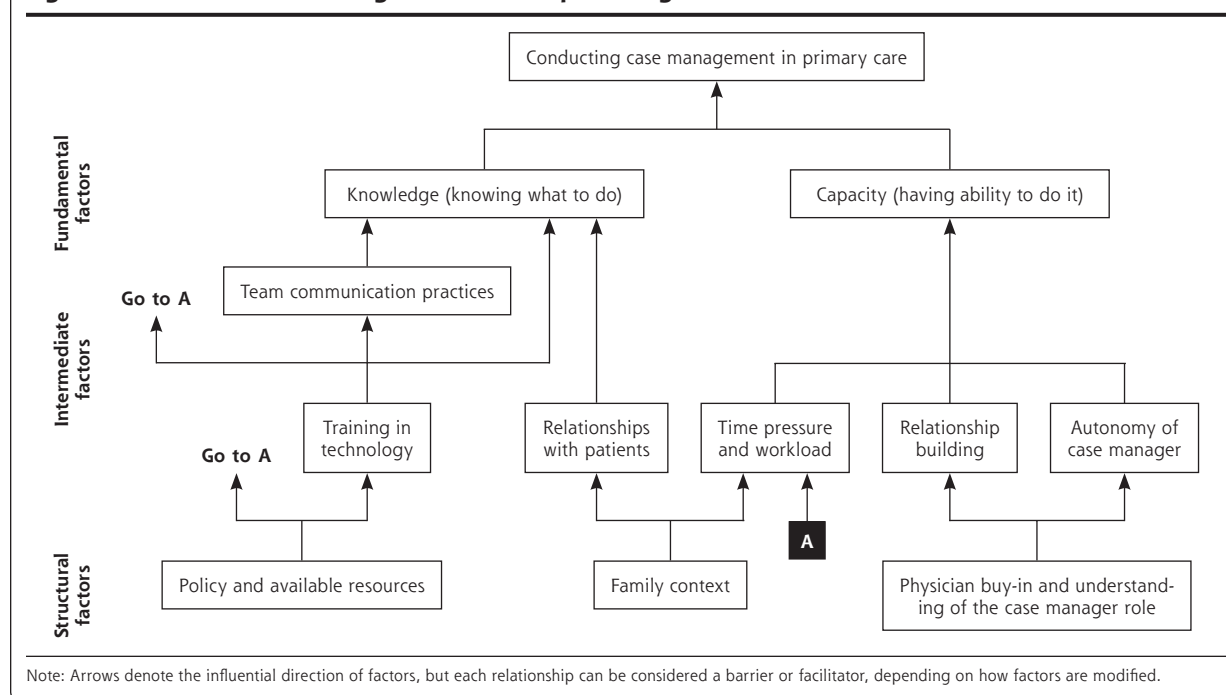 Conducting case management in primary care
Fundamental
factors
Knowledge (knowing what to do)
Capacity (having ability to do it)
Team communication practices
Go to A
Intermediate
factors
Training in
technology
Relationships
with patients
Time pressure
and workload
Relationship
building
Autonomy of
case manager
Go to A
A
Structural
factors
Policy and available resources
Family context
Physician buy-in and understand-
ing of the case manager role
Note: Arrows denote the influential direction of factors, but each relationship can be considered a barrier or facilitator, depending on how factors are modified.